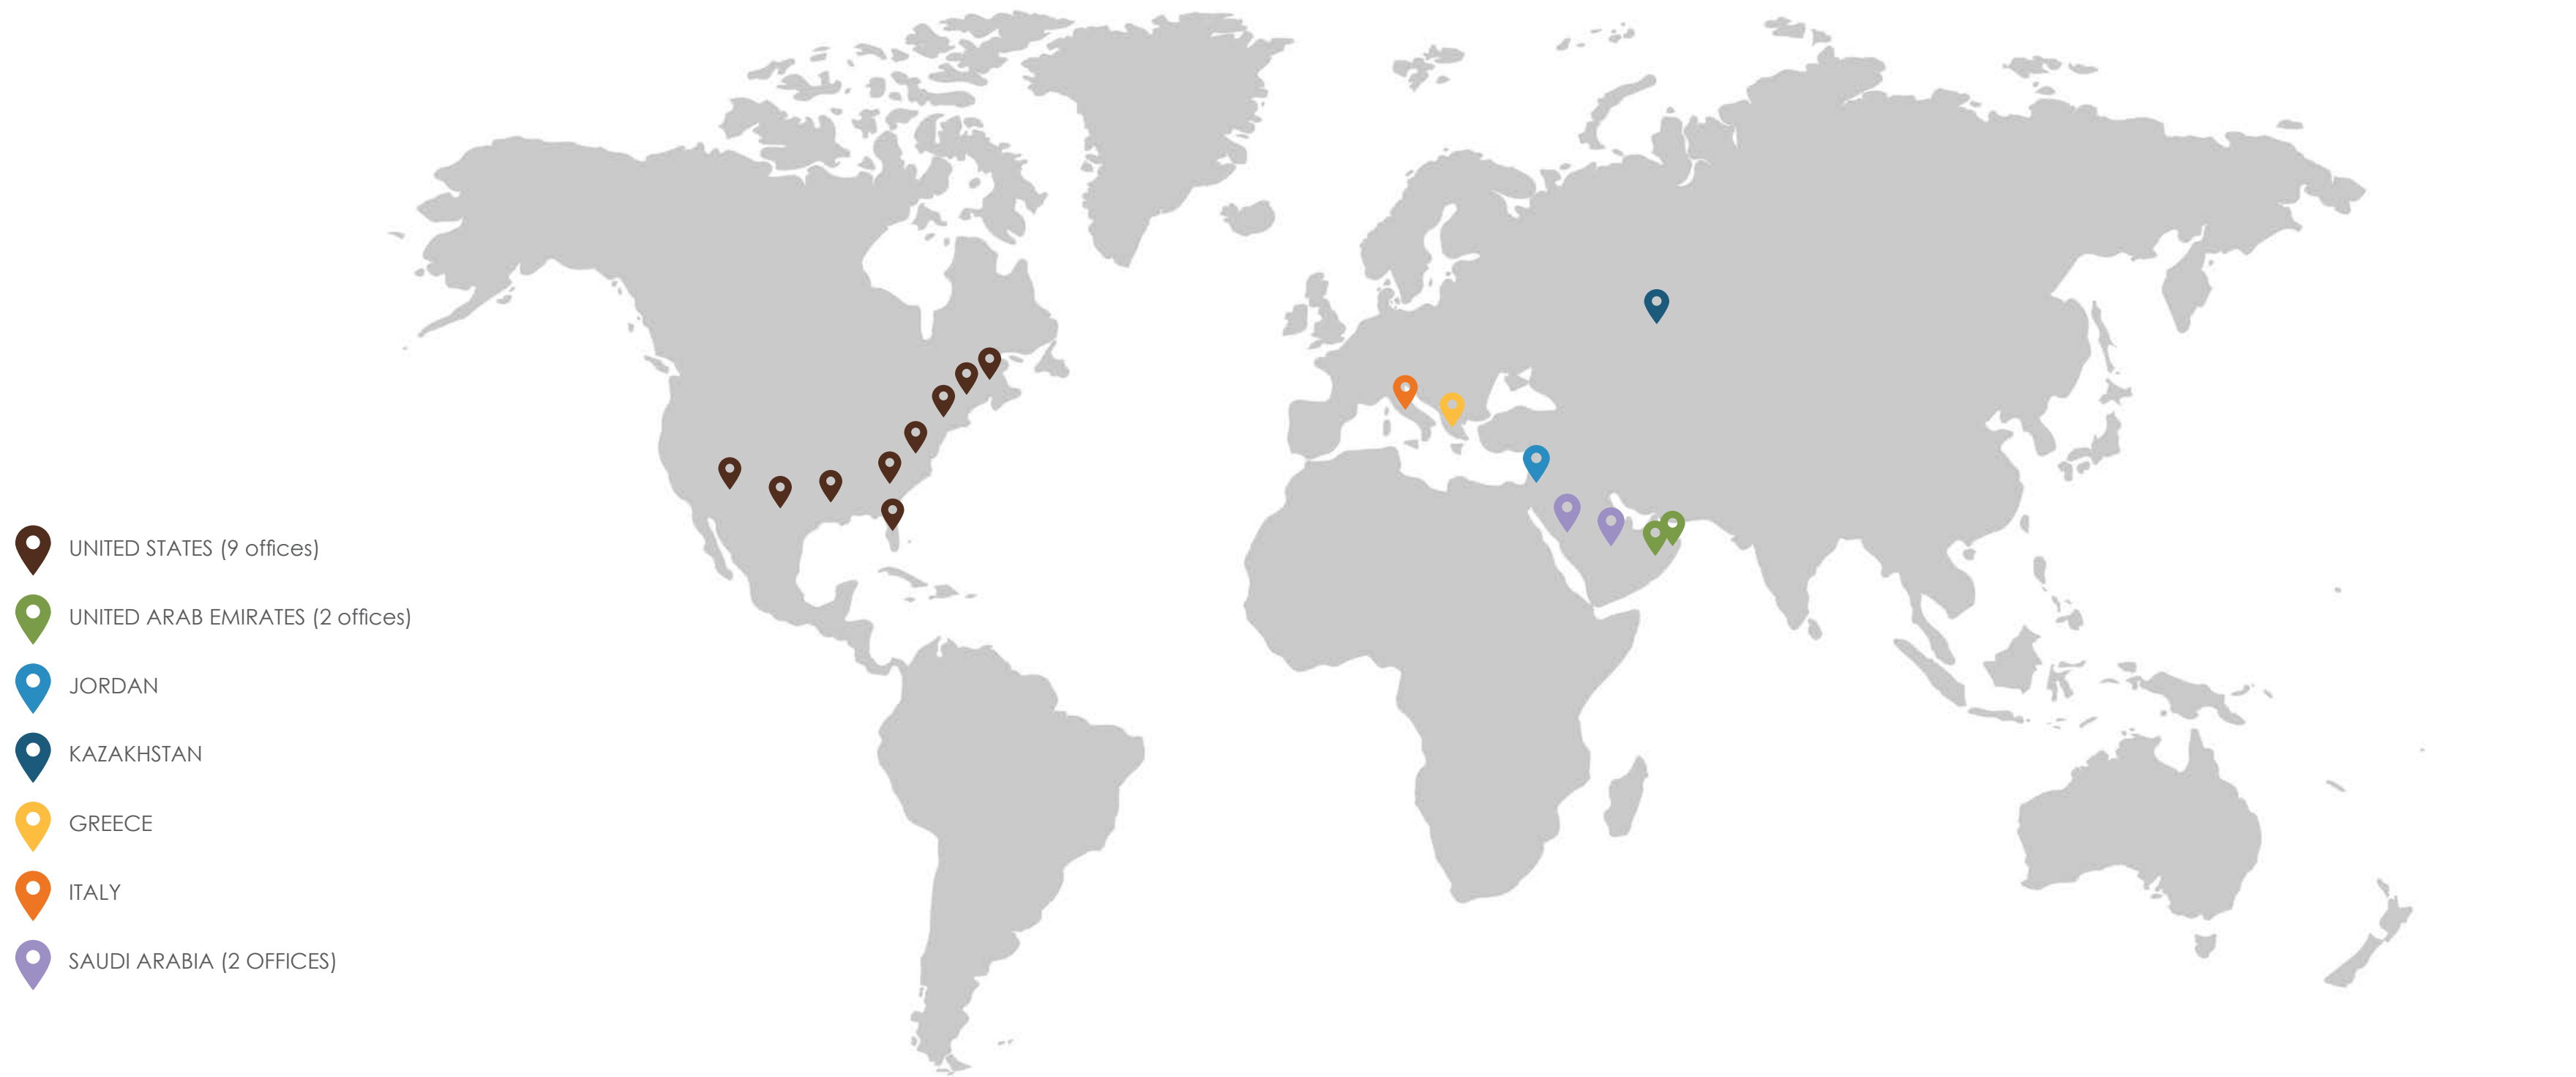 UNITED STATES (9 offices)
UNITED ARAB EMIRATES (2 offices)
JORDAN
KAZAKHSTAN
GREECE
ITALY
SAUDI ARABIA (2 OFFICES)